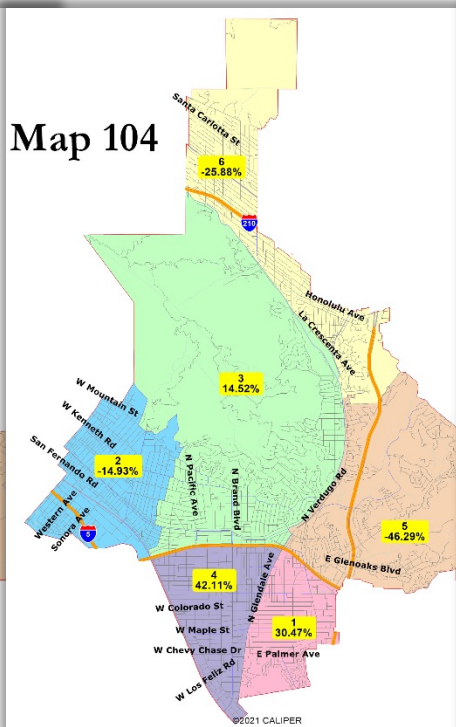 Map 104
Santa Carlotta St
6
-25.88%
210
Honolulu Ave
La Crescenta Ave
3
14.52%
W Mountain St
W Kenneth Rd
San Fernando Rd
2
-14.93%
Western Ave
Sonora Ave
5
N Pacific Ave
N Brand Blvd
N Verdugo Rd
5
-46.29%
E Glenoaks Blvd
4
42.11%
N Glendale Ave
W Colorado St
W Maple St
1
30.47%
W Chevy Chase Dr
E Palmer Ave
W Los Feliz Rd
©2021 CALIPER